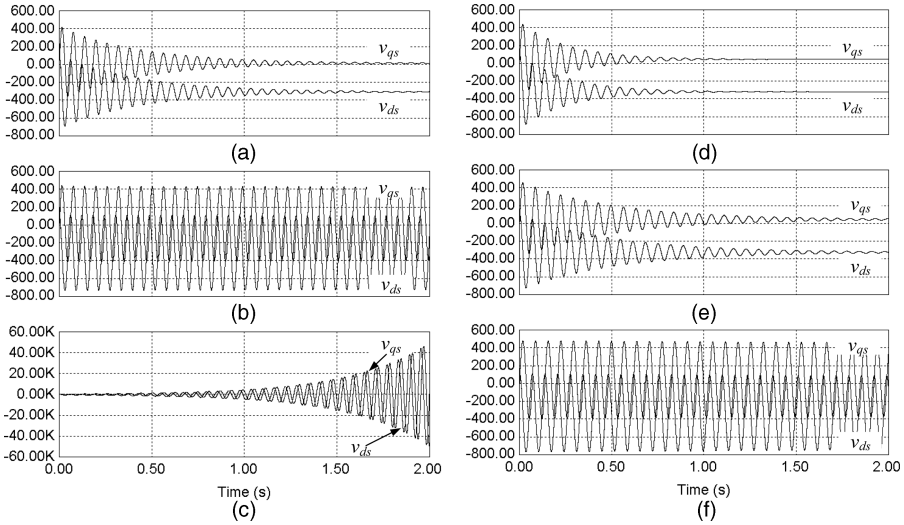 600.00
400.00
200.00
0.00
-200.00
-400.00
600.00
800.00
vqs
vds
(a)
600.00
400.00
200.00
0.00
-200.00
-400.00
-600.00
-800.00
vqs
vds
(b)
60.00K
40.00K
20.00K
0.00K
-20.00K
-40.00K
-60.00K
vqs
vds
0.00
0.50
1.00
1.50
2.00
Time (s)
(c)
600.00
400.00
200.00
0.00
-200.00
-400.00
-600.00
-800.00
vqs
vds
(d)
600.00
400.00
200.00
0.00
-200.00
-400.00
-600.00
-800.00
vqs
vds
(e)
600.00
400.00
200.00
0.00
-200.00
-400.00
-600.00
-800.00
vqs
vds
0.00
0.50
1.00
1.50
2.00
Time (s)
(f)